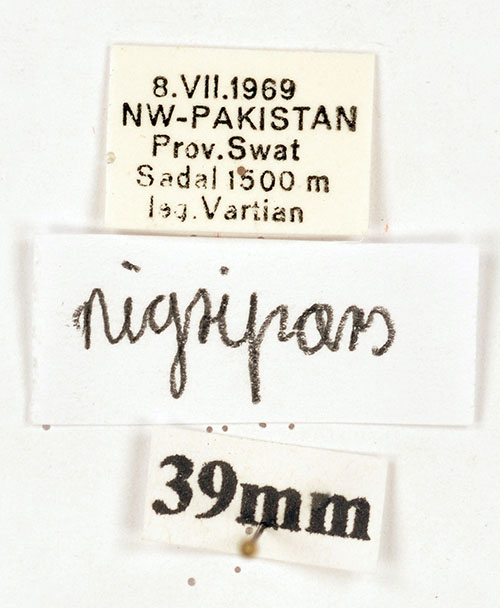 8.VII.1969
NW-PAKISTAN
Prov.Swat
Sadal 1500 m
leg.Vartian
nigripars
39mm